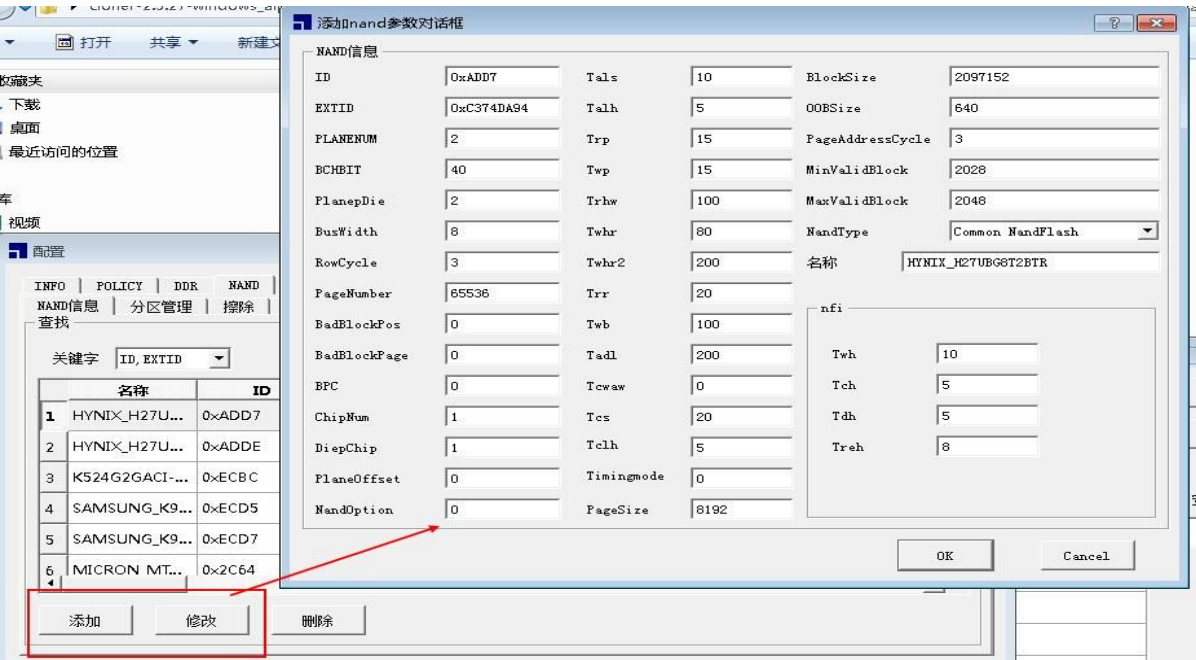 添加nand参数对话框
打开 共享 新建文
收藏夹
下载
桌面
最近访问的位置
库
视频
NAND信息
ID 0xADD7 Tals 10 BlockSize 2097152
EXTID 0xC374DA94 Talh 5 OOBSize 640
PLANENUM 2 Trp 15 PageAddressCycle 3
BCHBIT 40 Twp 15 MinValidBlock 2028
PlanepDie 2 Trhw 100 MaxValidBlock 2048
BusWidth 8 Twhr 80 NandType Common NandFlash
RowCycle 3 Twhr2 200 名称 HYNIX_H27UBG8T2BTR
PageNumber 65536 Trr 20
nfi
BadBlockPos 0 Twb 100
BadBlockPage 0 Tadl 200 Twh 10
BPC 0 Tcwaw 0 Tch 5
ChipNum 1 Tcs 20 Tdh 5
DiepChip 1 Tclh 5 Treh 8
PlaneOffset 0 Timingmode 0
NandOption 0 PageSize 8192
OK Cancel
配置
INFO POLICY DDR NAND
NAND信息 分区管理 擦除
查找
关键字 ID, EXTID
名称 ID
1 HYNIX_H27U... 0xADD7
2 HYNIX_H27U... 0xADDE
3 K524G2GACI-... 0xECBC
4 SAMSUNG_K9... 0xECD5
5 SAMSUNG_K9... 0xECD7
6 MICRON MT... 0x2C64
添加 修改 删除